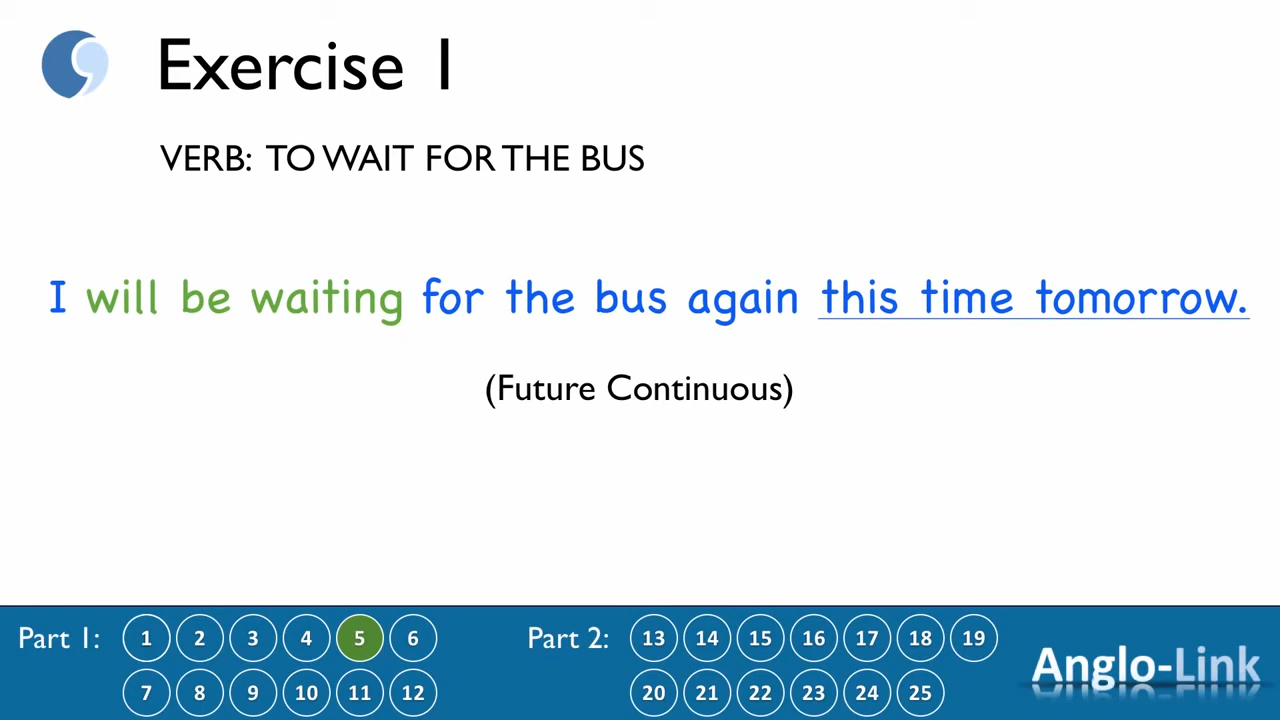 Exercise 1
VERB: TO WAIT FOR THE BUS
I will be waiting for the bus again this time tomorrow.
(Future Continuous)
Part 1: 1 2 3 4 5 6
7 8 9 10 11 12
Part 2: 13 14 15 16 17 18 19
20 21 22 23 24 25
Anglo-Link